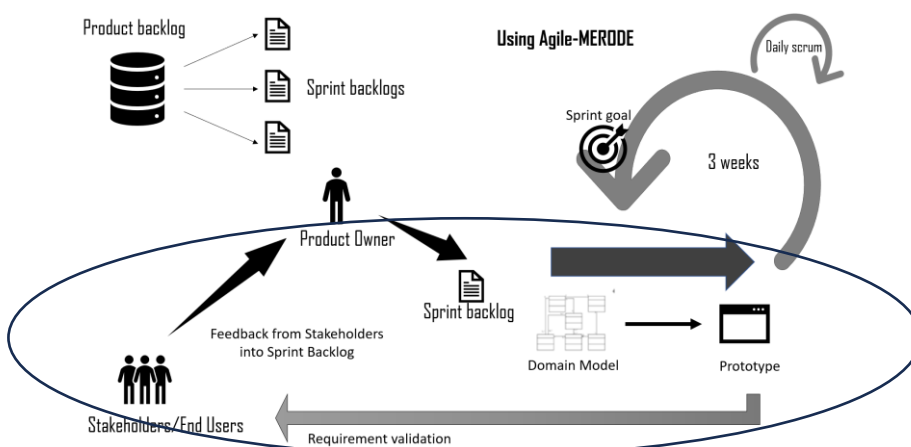 Product backlog
Using Agile-MERODE
Daily scrum
Sprint backlogs
Sprint goal
3 weeks
Product Owner
Sprint backlog
Feedback from Stakeholders
into Sprint Backlog
Domain Model
Prototype
Stakeholders/End Users
Requirement validation